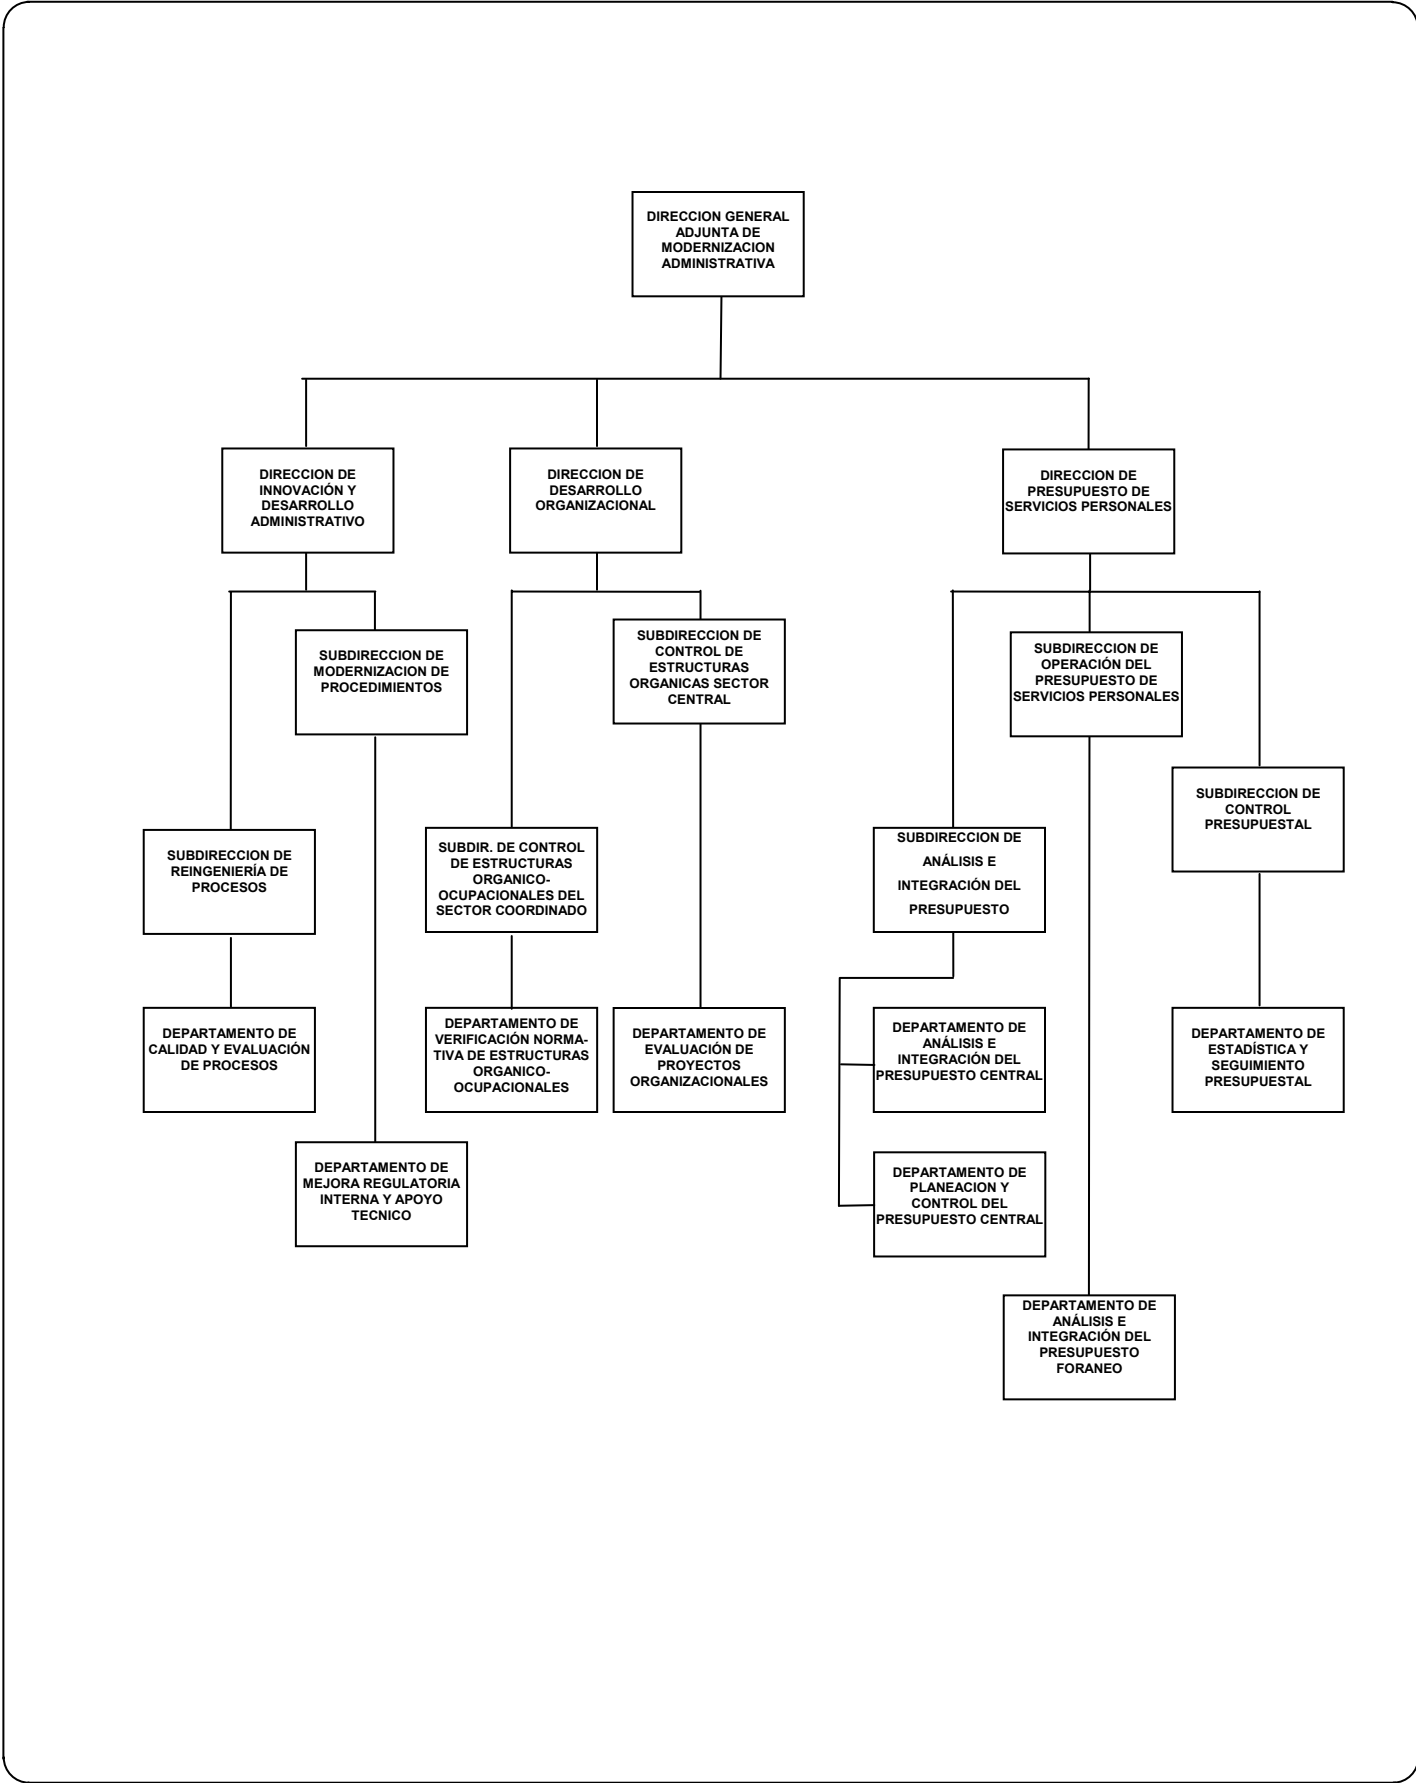 DIRECCION GENERAL
ADJUNTA DE
MODERNIZACION
ADMINISTRATIVA
DIRECCION DE
INNOVACIÓN Y
DESARROLLO
ADMINISTRATIVO
DIRECCION DE
DESARROLLO
ORGANIZACIONAL
DIRECCION DE
PRESUPUESTO DE
SERVICIOS PERSONALES
SUBDIRECCION DE
MODERNIZACION DE
PROCEDIMIENTOS
SUBDIRECCION DE
CONTROL DE
ESTRUCTURAS
ORGANICAS SECTOR
CENTRAL
SUBDIRECCION DE
OPERACIÓN DEL
PRESUPUESTO DE
SERVICIOS PERSONALES
SUBDIRECCION DE
CONTROL
PRESUPUESTAL
SUBDIRECCION DE
REINGENIERÍA DE
PROCESOS
SUBDIR. DE CONTROL
DE ESTRUCTURAS
ORGANICO-
OCUPACIONALES DEL
SECTOR COORDINADO
SUBDIRECCION DE
ANÁLISIS E
INTEGRACIÓN DEL
PRESUPUESTO
DEPARTAMENTO DE
CALIDAD Y EVALUACIÓN
DE PROCESOS
DEPARTAMENTO DE
VERIFICACIÓN NORMA-
TIVA DE ESTRUCTURAS
ORGANICO-
OCUPACIONALES
DEPARTAMENTO DE
EVALUACIÓN DE
PROYECTOS
ORGANIZACIONALES
DEPARTAMENTO DE
ANÁLISIS E
INTEGRACIÓN DEL
PRESUPUESTO CENTRAL
DEPARTAMENTO DE
ESTADÍSTICA Y
SEGUIMIENTO
PRESUPUESTAL
DEPARTAMENTO DE
MEJORA REGULATORIA
INTERNA Y APOYO
TECNICO
DEPARTAMENTO DE
PLANEACION Y
CONTROL DEL
PRESUPUESTO CENTRAL
DEPARTAMENTO DE
ANÁLISIS E
INTEGRACIÓN DEL
PRESUPUESTO
FORANEO